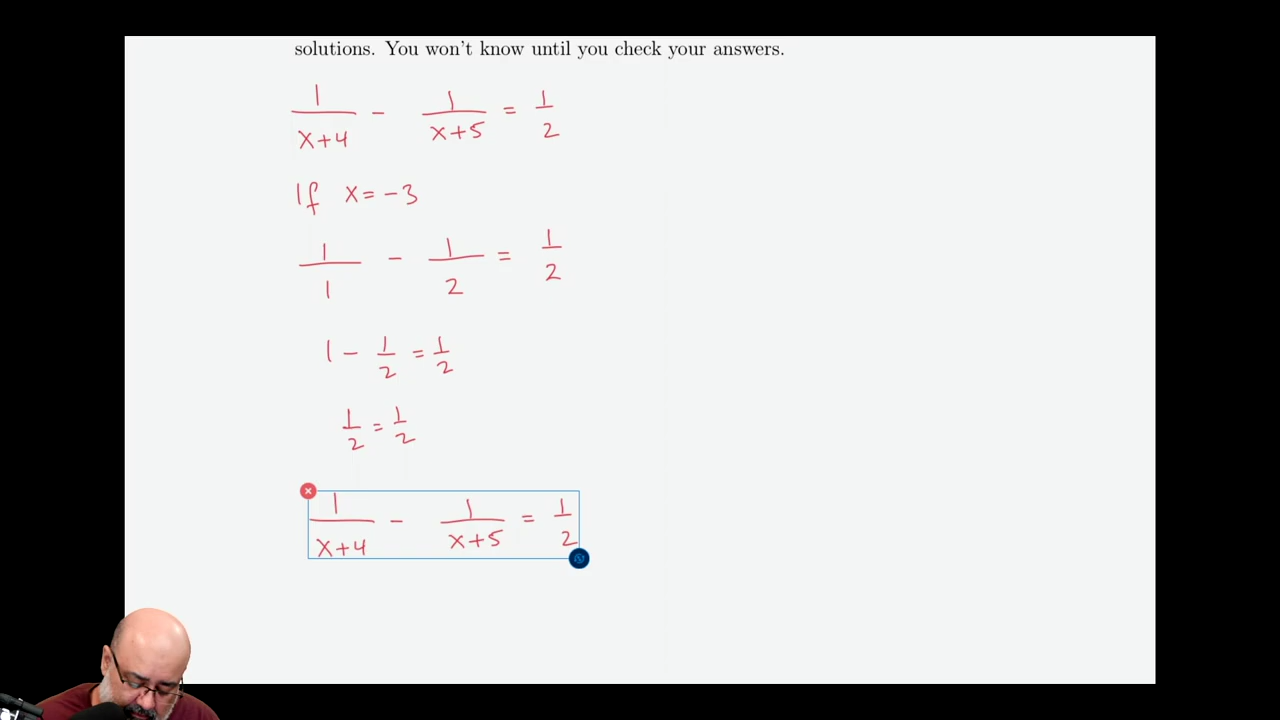 solutions. You won't know until you check your answers.
1/(x+4) - 1/(x+5) = 1/2
If x = -3
1/1 - 1/2 = 1/2
1 - 1/2 = 1/2
1/2 = 1/2
1/(x+4) - 1/(x+5) = 1/2